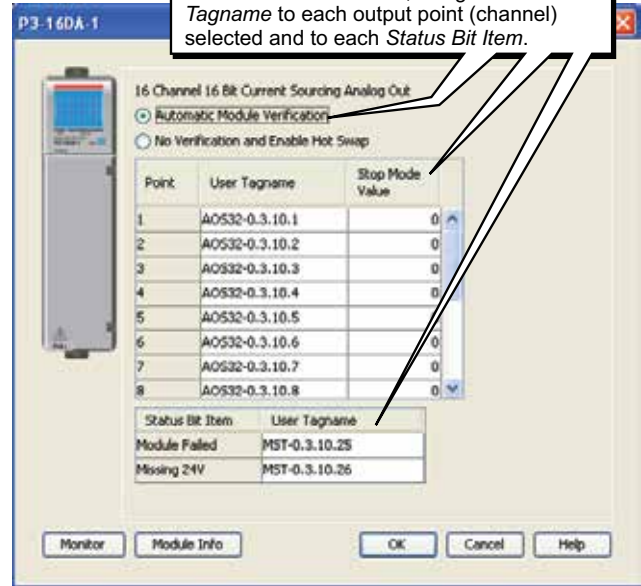 Tagname to each output point (channel)
selected and to each Status Bit Item.
P3-16DA-1
16 Channel 16 Bit Current Sourcing Analog Out
Automatic Module Verification
No Verification and Enable Hot Swap
Point User Tagname Stop Mode Value
1 AOS32-0.3.10.1 0
2 AOS32-0.3.10.2 0
3 AOS32-0.3.10.3 0
4 AOS32-0.3.10.4 0
5 AOS32-0.3.10.5 0
6 AOS32-0.3.10.6 0
7 AOS32-0.3.10.7 0
8 AOS32-0.3.10.8 0
Status Bit Item User Tagname
Module Failed MST-0.3.10.25
Missing 24V MST-0.3.10.26
Monitor Module Info OK Cancel Help